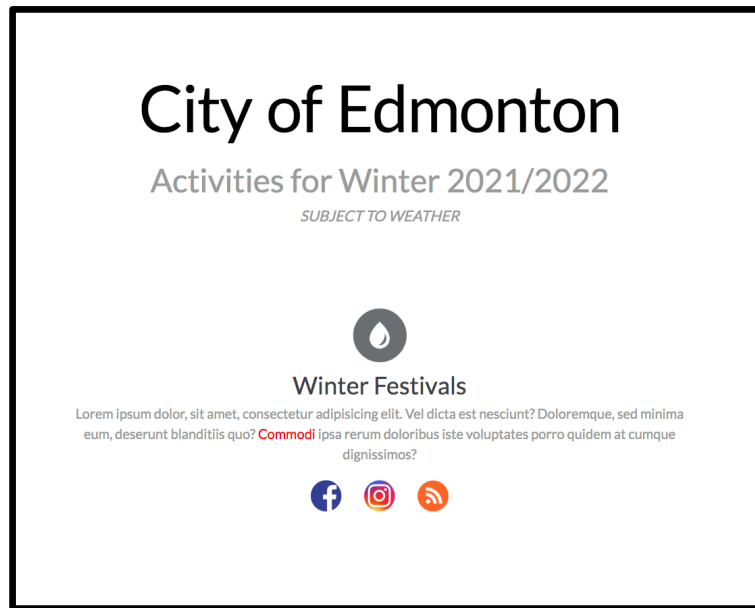 City of Edmonton
Activities for Winter 2021/2022
SUBJECT TO WEATHER
Winter Festivals
Lorem ipsum dolor, sit amet, consectetur adipisicing elit. Vel dicta est nesciunt? Doloremque, sed minima
eum, deserunt blanditiis quo? Commodi ipsa rerum doloribus iste voluptates porro quidem at cumque
dignissimos?